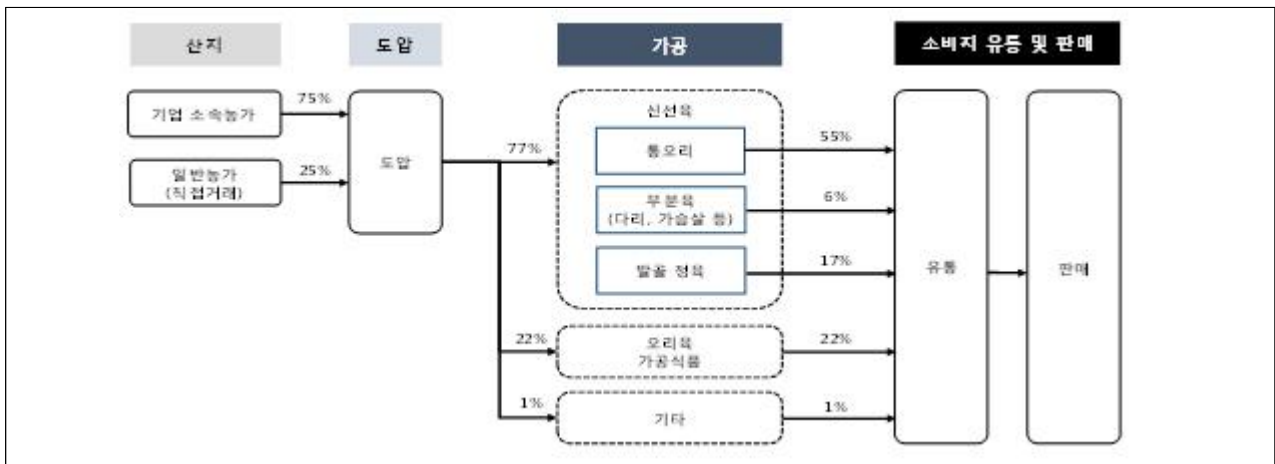 산지
도압
가공
소비지 유통 및 판매
기업 소속농가
75%
일반농가
(직접거래)
25%
도압
77%
신선육
통오리
55%
부분육
(다리, 가슴살 등)
6%
발골 정육
17%
22%
오리육
가공식품
22%
1%
기타
1%
유통
판매